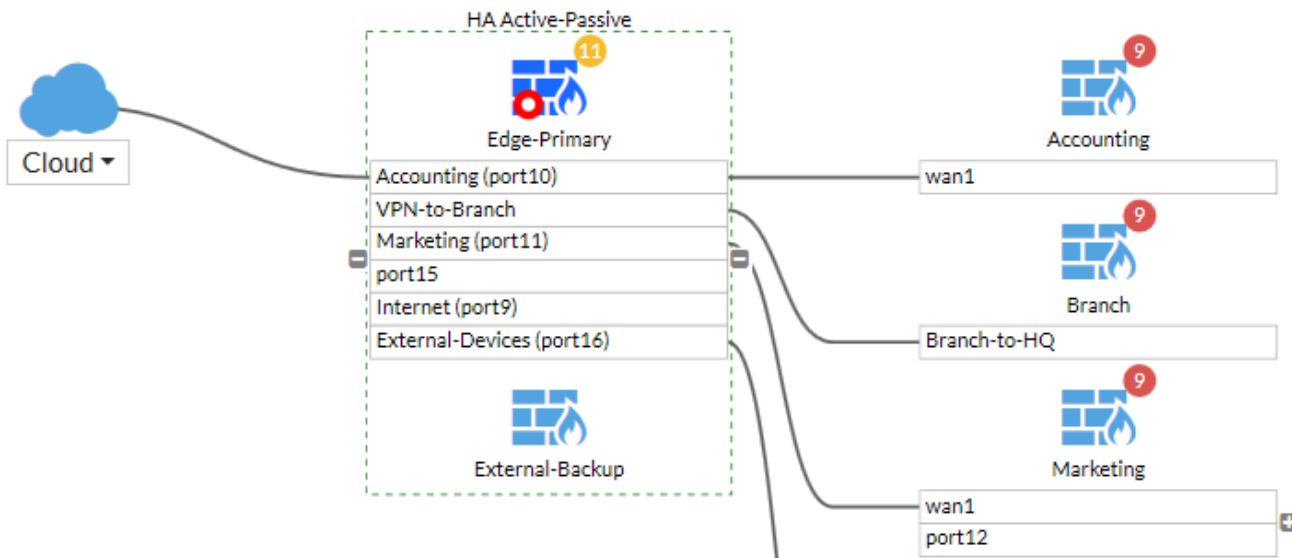 HA Active-Passive
Cloud
11
Edge-Primary
Accounting (port10)
VPN-to-Branch
Marketing (port11)
port15
Internet (port9)
External-Devices (port16)
External-Backup
9
Accounting
wan1
9
Branch
Branch-to-HQ
9
Marketing
wan1
port12